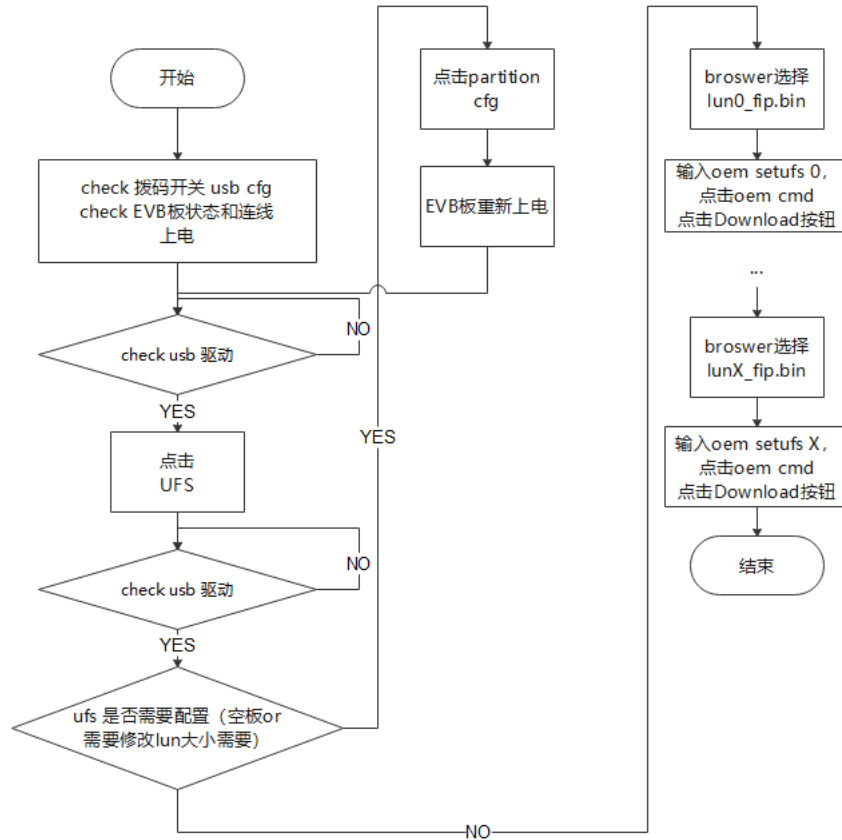 开始
check 拨码开关 usb cfg
check EVB板状态和连线
上电
NO
check usb 驱动
YES
点击
UFS
NO
check usb 驱动
YES
ufs 是否需要配置（空板or
需要修改lun大小需要）
YES
点击partition
cfg
EVB板重新上电
NO
broswer选择
lun0_fip.bin
输入oem setufs 0，
点击oem cmd
点击Download按钮
...
broswer选择
lunX_fip.bin
输入oem setufs X，
点击oem cmd
点击Download按钮
结束